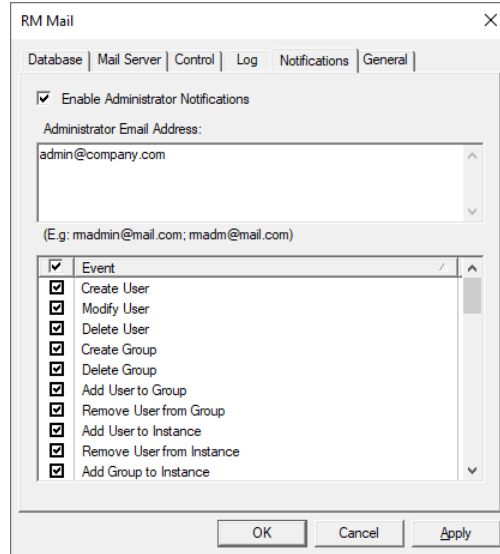 RM Mail
Database Mail Server Control Log Notifications General
Enable Administrator Notifications
Administrator Email Address:
admin@company.com
(E.g: rmadmin@mail.com; rmadm@mail.com)
Event
Create User
Modify User
Delete User
Create Group
Delete Group
Add User to Group
Remove User from Group
Add User to Instance
Remove User from Instance
Add Group to Instance
OK Cancel Apply